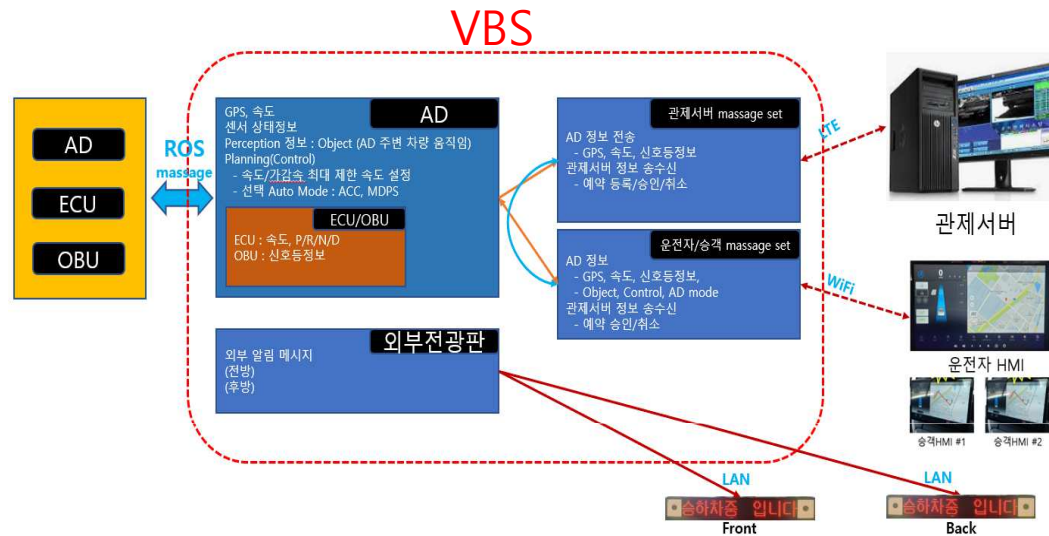 VBS
AD
ECU
OBU
ROS
massage
AD
GPS, 속도
센서 상태정보
Perception 정보 : Object (AD 주변 차량 움직임)
Planning(Control)
- 속도/가감속 최대 제한 속도 설정
- 선택 Auto Mode : ACC, MDPS
ECU/OBU
ECU : 속도, P/R/N/D
OBU : 신호등정보
외부전광판
외부 알림 메시지
(전방)
(후방)
관제서버 massage set
AD 정보 전송
- GPS, 속도, 신호등정보
관제서버 정보 송수신
- 예약 등록/승인/취소
운전자/승객 massage set
AD 정보
- GPS, 속도, 신호등정보,
- Object, Control, AD mode
관제서버 정보 송수신
- 예약 승인/취소
LTE
관제서버
WiFi
운전자 HMI
승객HMI #1
승객HMI #2
LAN
승하차중 입니다
Front
LAN
승하차중 입니다
Back